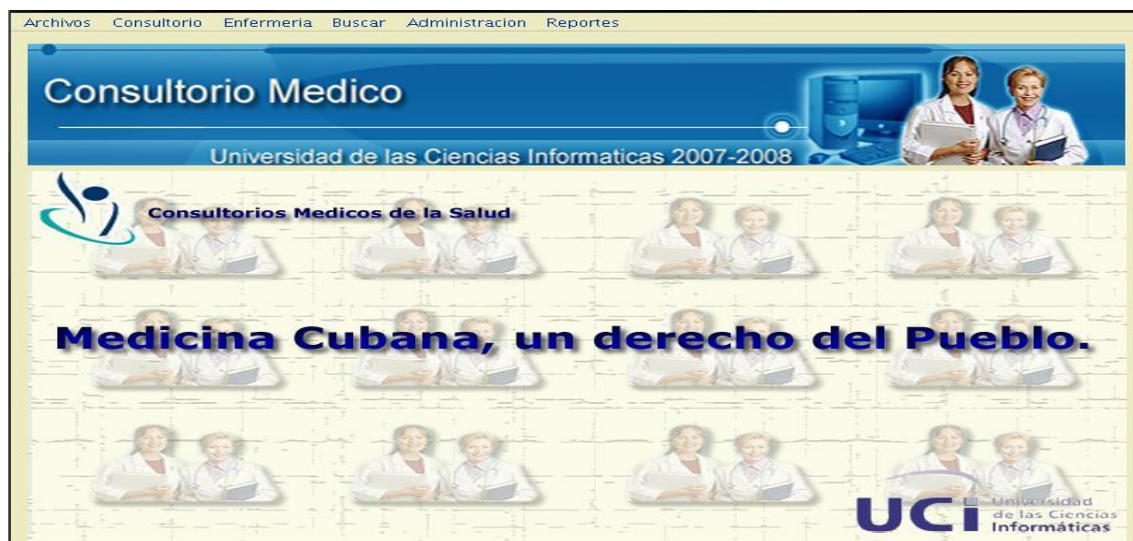 Archivos Consultorio Enfermeria Buscar Administracion Reportes
Consultorio Medico
Universidad de las Ciencias Informaticas 2007-2008
Consultorios Medicos de la Salud
Medicina Cubana, un derecho del Pueblo.
UCi Universidad
de las Ciencias
Informáticas